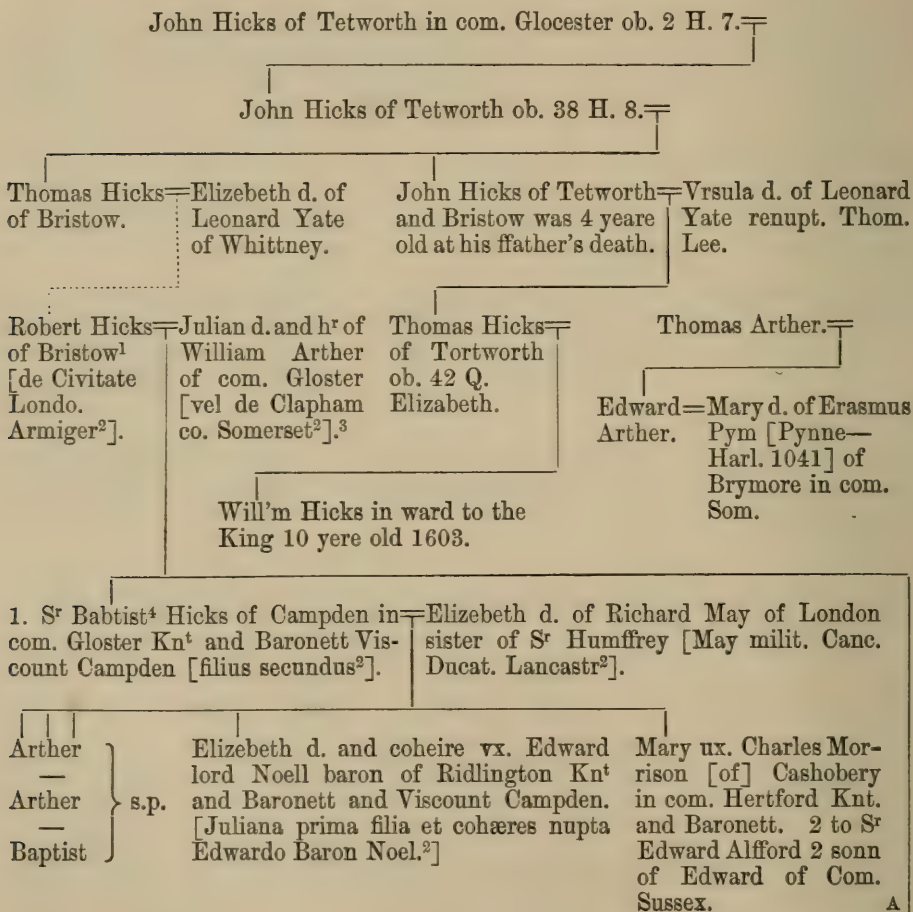 John Hicks of Tetworth in com. Glocester ob. 2 H. 7.
John Hicks of Tetworth ob. 38 H. 8.
Thomas Hicks
of Bristow.
Elizebeth d. of
Leonard Yate
of Whittney.
John Hicks of Tetworth
and Bristow was 4 yeare
old at his ffather's death.
Vrsula d. of Leonard
Yate renupt. Thom.
Lee.
Robert Hicks
of Bristow¹
[de Civitate
Londo.
Armiger²].
Julian d. and hʳ of
William Arther
of com. Gloster
[vel de Clapham
co. Somerset²].³
Thomas Hicks
of Tortworth
ob. 42 Q.
Elizabeth.
Thomas Arther.
Edward
Arther.
Mary d. of Erasmus
Pym [Pynne—
Harl. 1041] of
Brymore in com.
Som.
Will'm Hicks in ward to the
King 10 yere old 1603.
1. Sʳ Babtist⁴ Hicks of Campden in
com. Gloster Knᵗ and Baronett Vis-
count Campden [filius secundus²].
Elizebeth d. of Richard May of London
sister of Sʳ Humffrey [May milit. Canc.
Ducat. Lancastr²].
Arther
—
Arther
—
Baptist
s.p.
Elizebeth d. and coheire vx. Edward
lord Noell baron of Ridlington Knᵗ
and Baronett and Viscount Campden.
[Juliana prima filia et cohæres nupta
Edwardo Baron Noel.²]
Mary ux. Charles Mor-
rison [of] Cashobery
in com. Hertford Knt.
and Baronett. 2 to Sʳ
Edward Alfford 2 sonn
of Edward of Com.
Sussex.
A